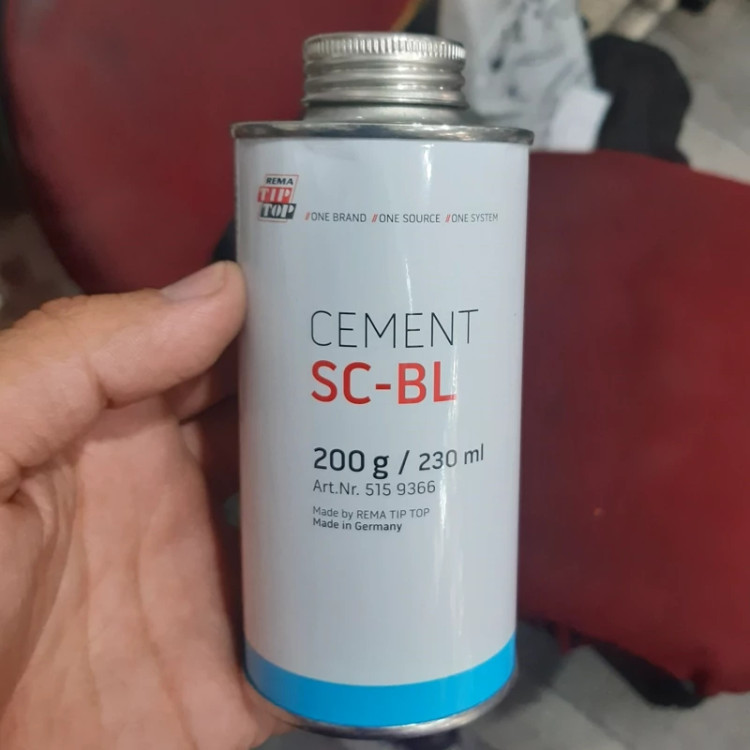 REMA
TIP
TOP
//ONE BRAND //ONE SOURCE //ONE SYSTEM
CEMENT
SC-BL
200 g / 230 ml
Art.Nr. 515 9366
Made by REMA TIP TOP
Made in Germany